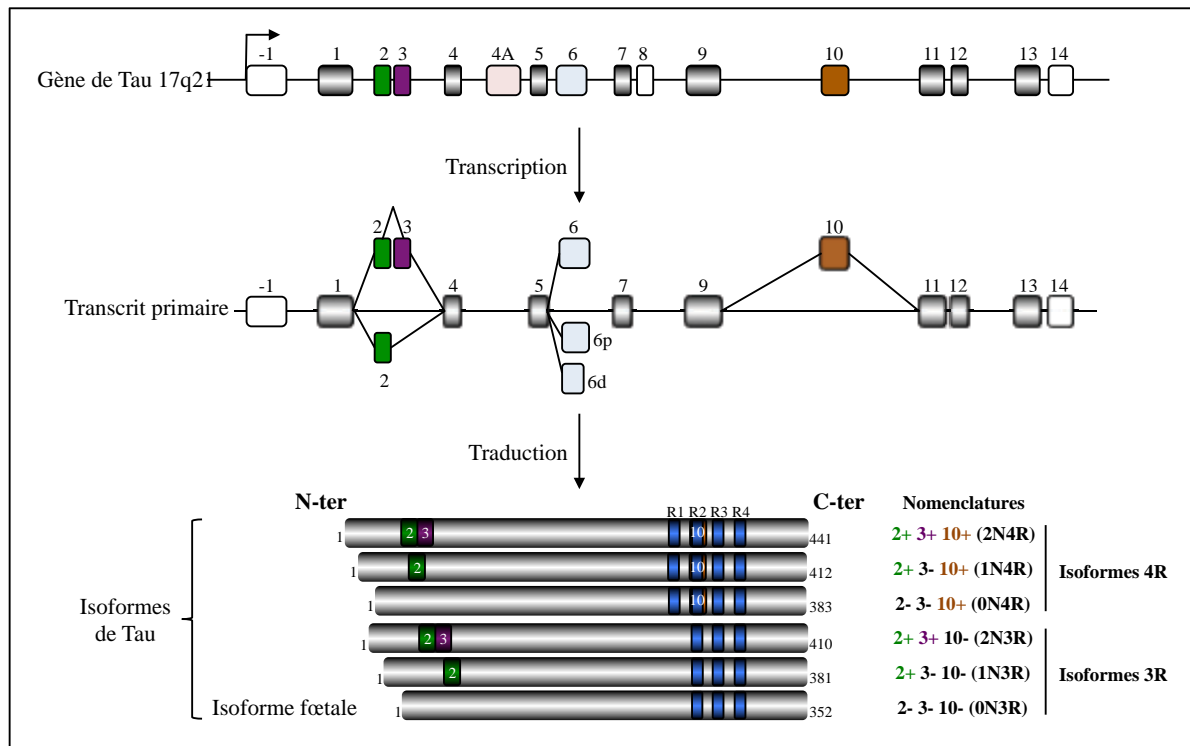 -1 1 2 3 4 4A 5 6 7 8 9 10 11 12 13 14
Gène de Tau 17q21
Transcription
2 3 6 10
-1 1 4 5 7 9 11 12 13 14
Transcrit primaire
6p
2
6d
Traduction
N-ter C-ter Nomenclatures
R1 R2 R3 R4
1 2 3 10 441 2+ 3+ 10+ (2N4R)
1 2 10 412 2+ 3- 10+ (1N4R)
Isoformes 4R
1 10 383 2- 3- 10+ (0N4R)
Isoformes
de Tau
1 2 3 410 2+ 3+ 10- (2N3R)
1 2 381 2+ 3- 10- (1N3R)
Isoformes 3R
Isoforme fœtale 1 352 2- 3- 10- (0N3R)